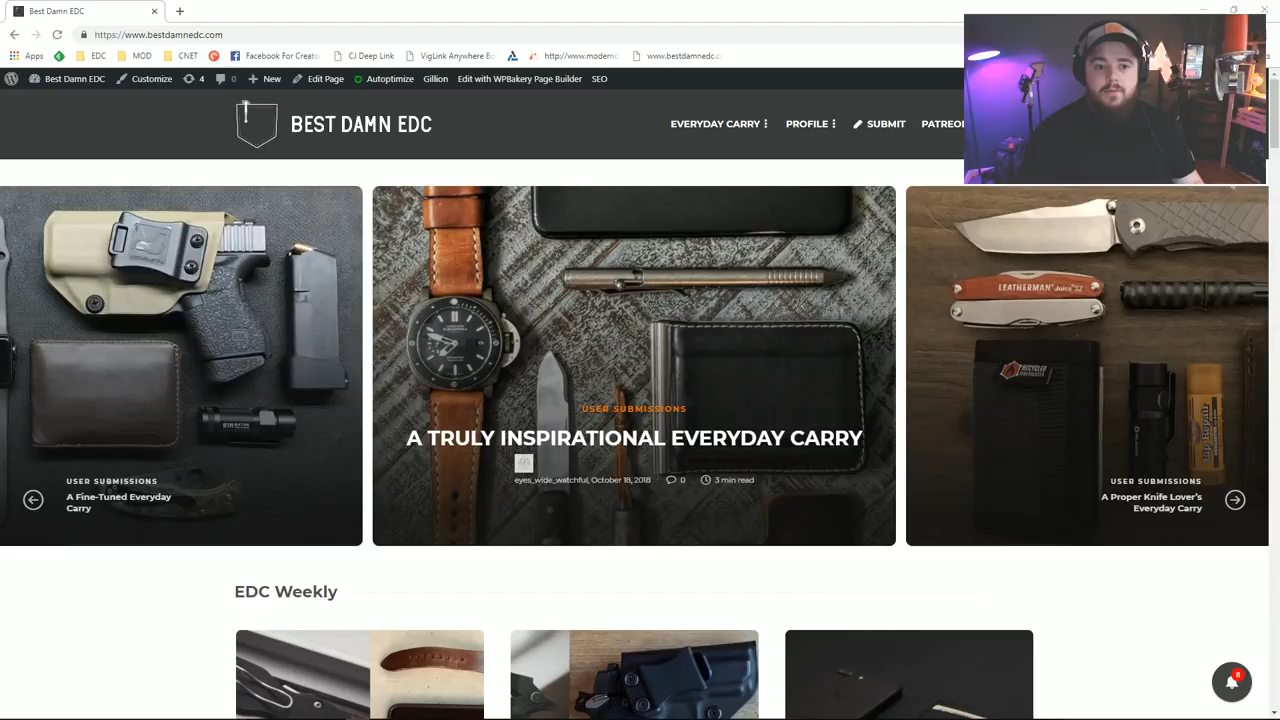 Best Damn EDC
https://www.bestdamnedc.com
Apps
EDC
MOD
CNET
Facebook For Creato
CJ Deep Link
VigLink Anywhere Bo
http://www.modern
www.bestdamnedc
Best Damn EDC
Customize
4
0
New
Edit Page
Autoptimize
Gillion
Edit with WPBakery Page Builder
SEO
BEST DAMN EDC
EVERYDAY CARRY
PROFILE
SUBMIT
PATREO
LEATHERMAN Juice S2
USER SUBMISSIONS
A TRULY INSPIRATIONAL EVERYDAY CARRY
eyes_wide_watchful, October 18, 2018
0
3 min read
USER SUBMISSIONS
A Fine-Tuned Everyday
Carry
USER SUBMISSIONS
A Proper Knife Lover's
Everyday Carry
EDC Weekly
8